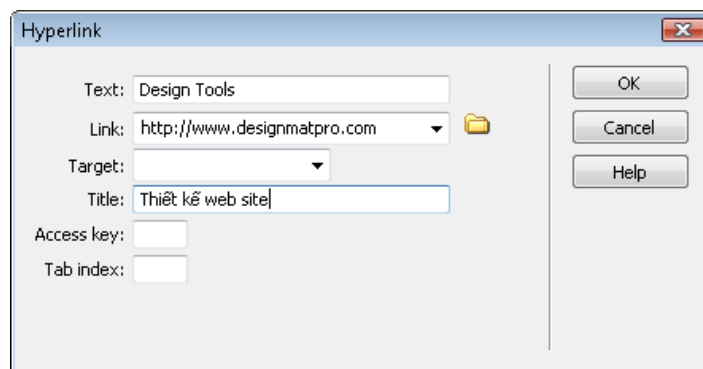 Hyperlink
Text: Design Tools
Link: http://www.designmatpro.com
Target:
Title: Thiết kế web site
Access key:
Tab index:
OK
Cancel
Help